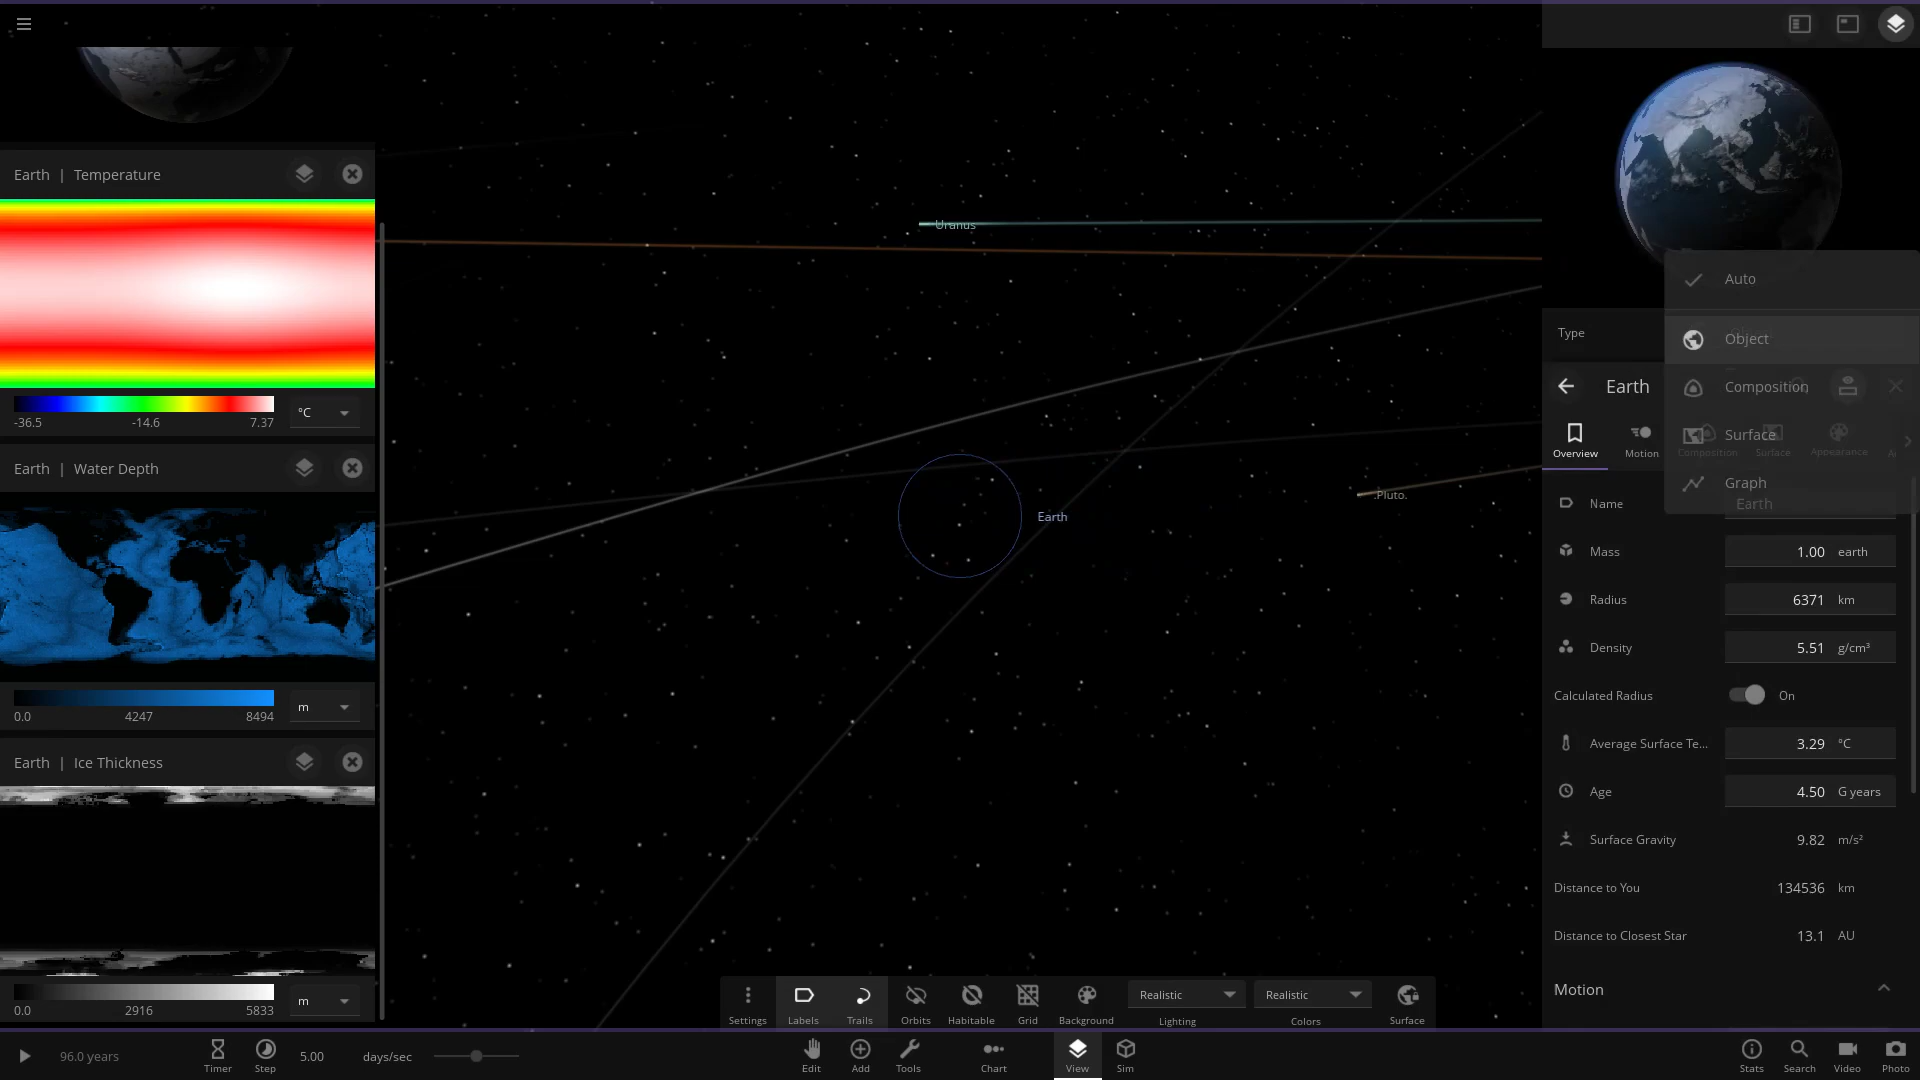 Earth | Temperature
°C
-36.5 -14.6 7.37
Earth | Water Depth
m
0.0 4247 8494
Earth | Ice Thickness
m
0.0 2916 5833
Uranus
Earth
Pluto
Auto
Object
Composition
Surface
Graph
Type
Earth
Overview
Motion
Composition
Surface
Appearance
Name Earth
Mass 1.00 earth
Radius 6371 km
Density 5.51 g/cm³
Calculated Radius On
Average Surface Te... 3.29 °C
Age 4.50 G years
Surface Gravity 9.82 m/s²
Distance to You 134536 km
Distance to Closest Star 13.1 AU
Motion
Settings
Labels
Trails
Orbits
Habitable
Grid
Background
Realistic
Lighting
Realistic
Colors
Surface
96.0 years
Timer
Step
5.00 days/sec
Edit
Add
Tools
Chart
View
Sim
Stats
Search
Video
Photo